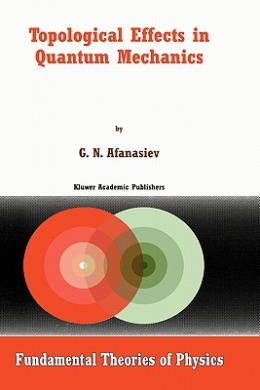 Topological Effects in
Quantum Mechanics
by
G. N. Afanasiev
Kluwer Academic Publishers
Fundamental Theories of Physics